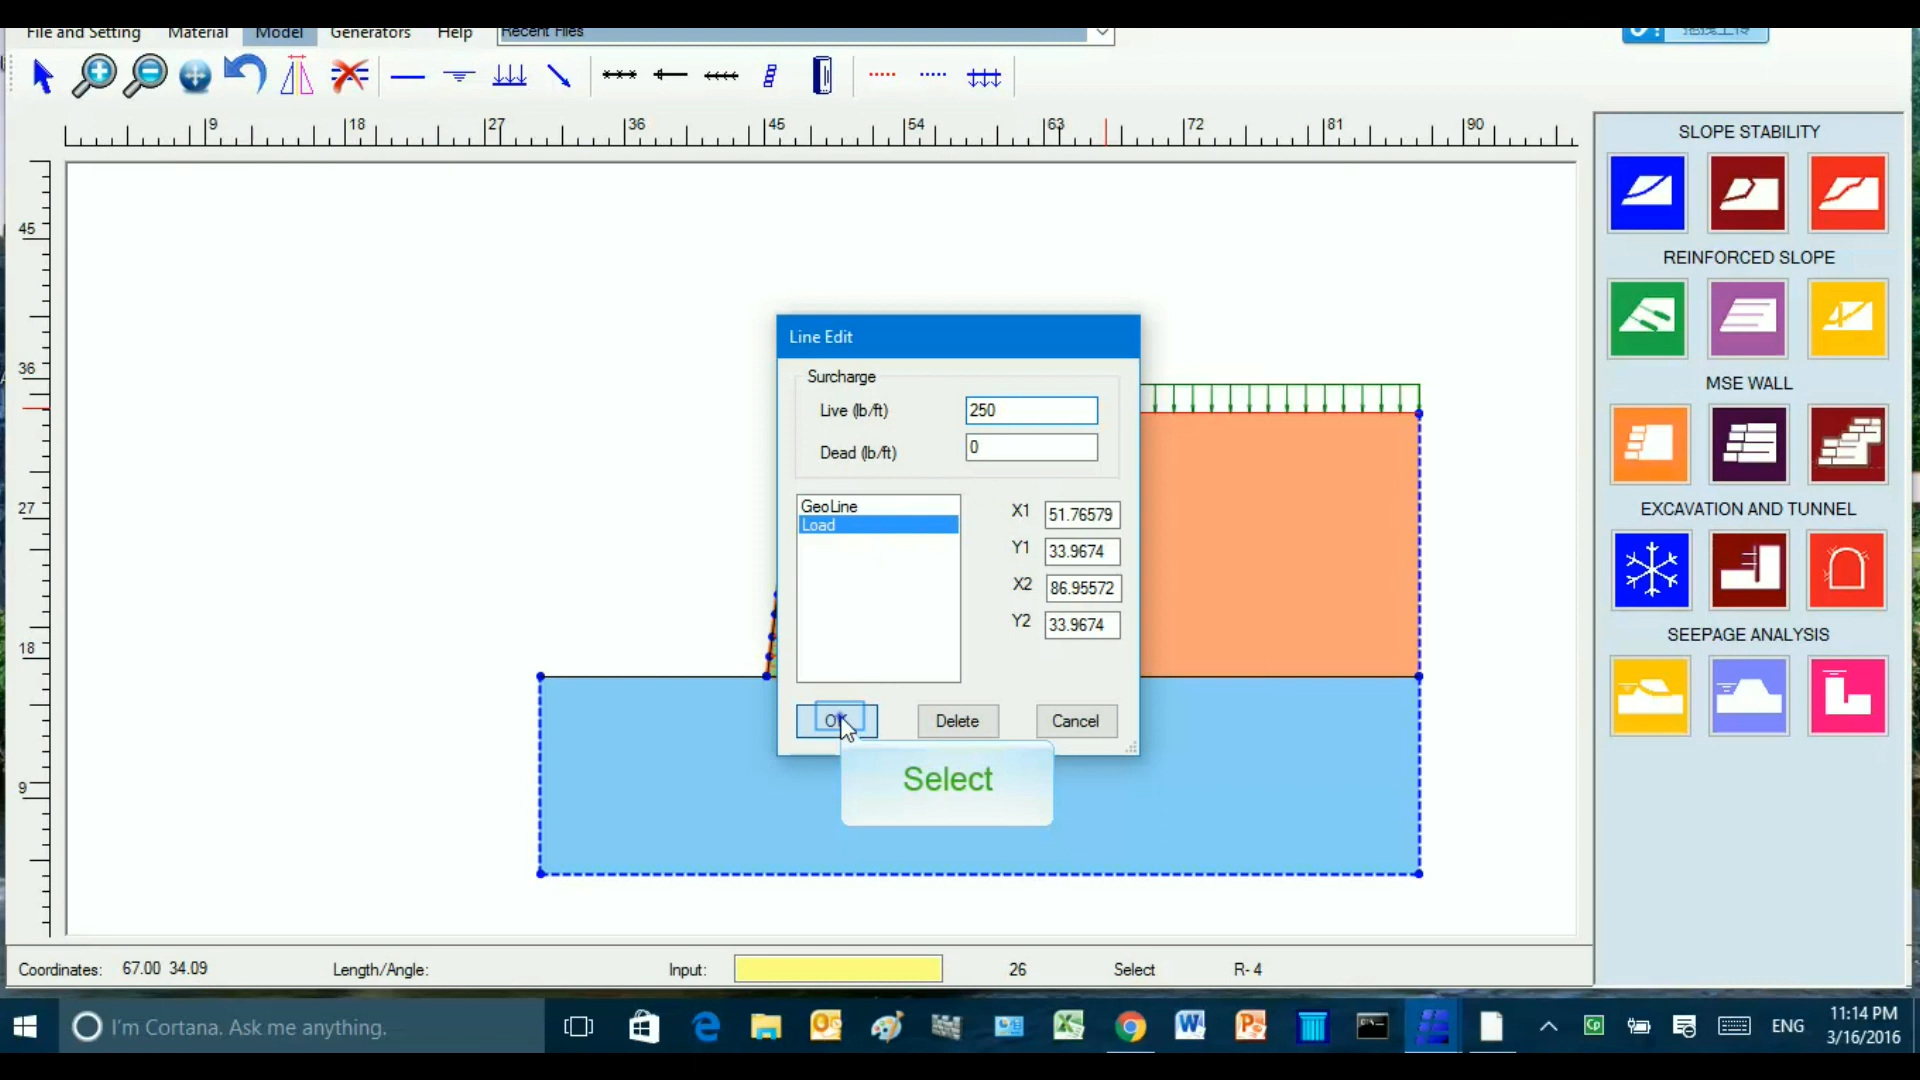 File and Setting Material Model Generators Help Recent Files
9 18 27 36 45 54 63 72 81 90
SLOPE STABILITY
REINFORCED SLOPE
MSE WALL
EXCAVATION AND TUNNEL
SEEPAGE ANALYSIS
45
36
27
18
9
Line Edit
Surcharge
Live (lb/ft) 250
Dead (lb/ft) 0
GeoLine
Load
X1 51.76579
Y1 33.9674
X2 86.95572
Y2 33.9674
OK Delete Cancel
Select
Coordinates: 67.00 34.09 Length/Angle: Input: 26 Select R- 4
I'm Cortana. Ask me anything.
ENG
11:14 PM
3/16/2016